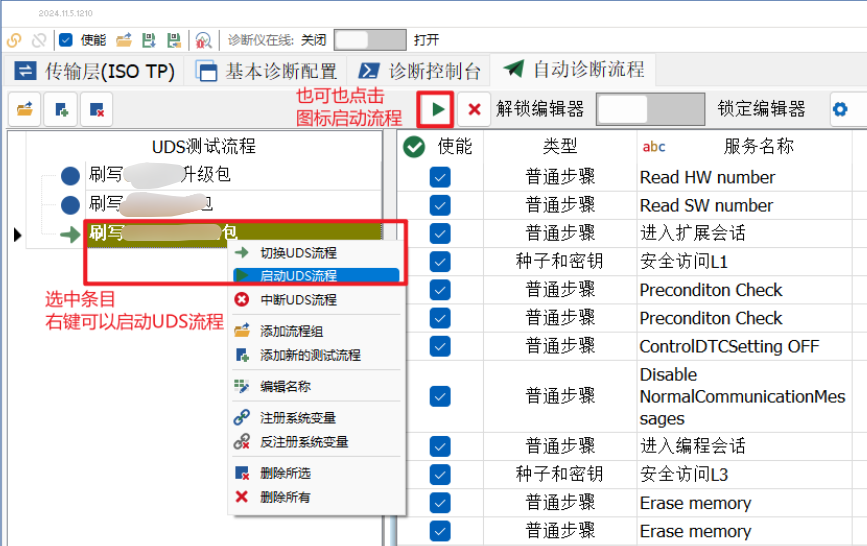 2024.11.5.1210
使能
诊断仪在线: 关闭
打开
传输层(ISO TP)
基本诊断配置
诊断控制台
自动诊断流程
也可也点击
图标启动流程
解锁编辑器
锁定编辑器
UDS测试流程
刷写 升级包
刷写 包
刷写 包
切换UDS流程
启动UDS流程
中断UDS流程
添加流程组
添加新的测试流程
编辑名称
注册系统变量
反注册系统变量
删除所选
删除所有
选中条目
右键可以启动UDS流程
使能 类型 abc 服务名称
普通步骤 Read HW number
普通步骤 Read SW number
普通步骤 进入扩展会话
种子和密钥 安全访问L1
普通步骤 Preconditon Check
普通步骤 Preconditon Check
普通步骤 ControlDTCSetting OFF
普通步骤 Disable
NormalCommunicationMes
sages
普通步骤 进入编程会话
种子和密钥 安全访问L3
普通步骤 Erase memory
普通步骤 Erase memory